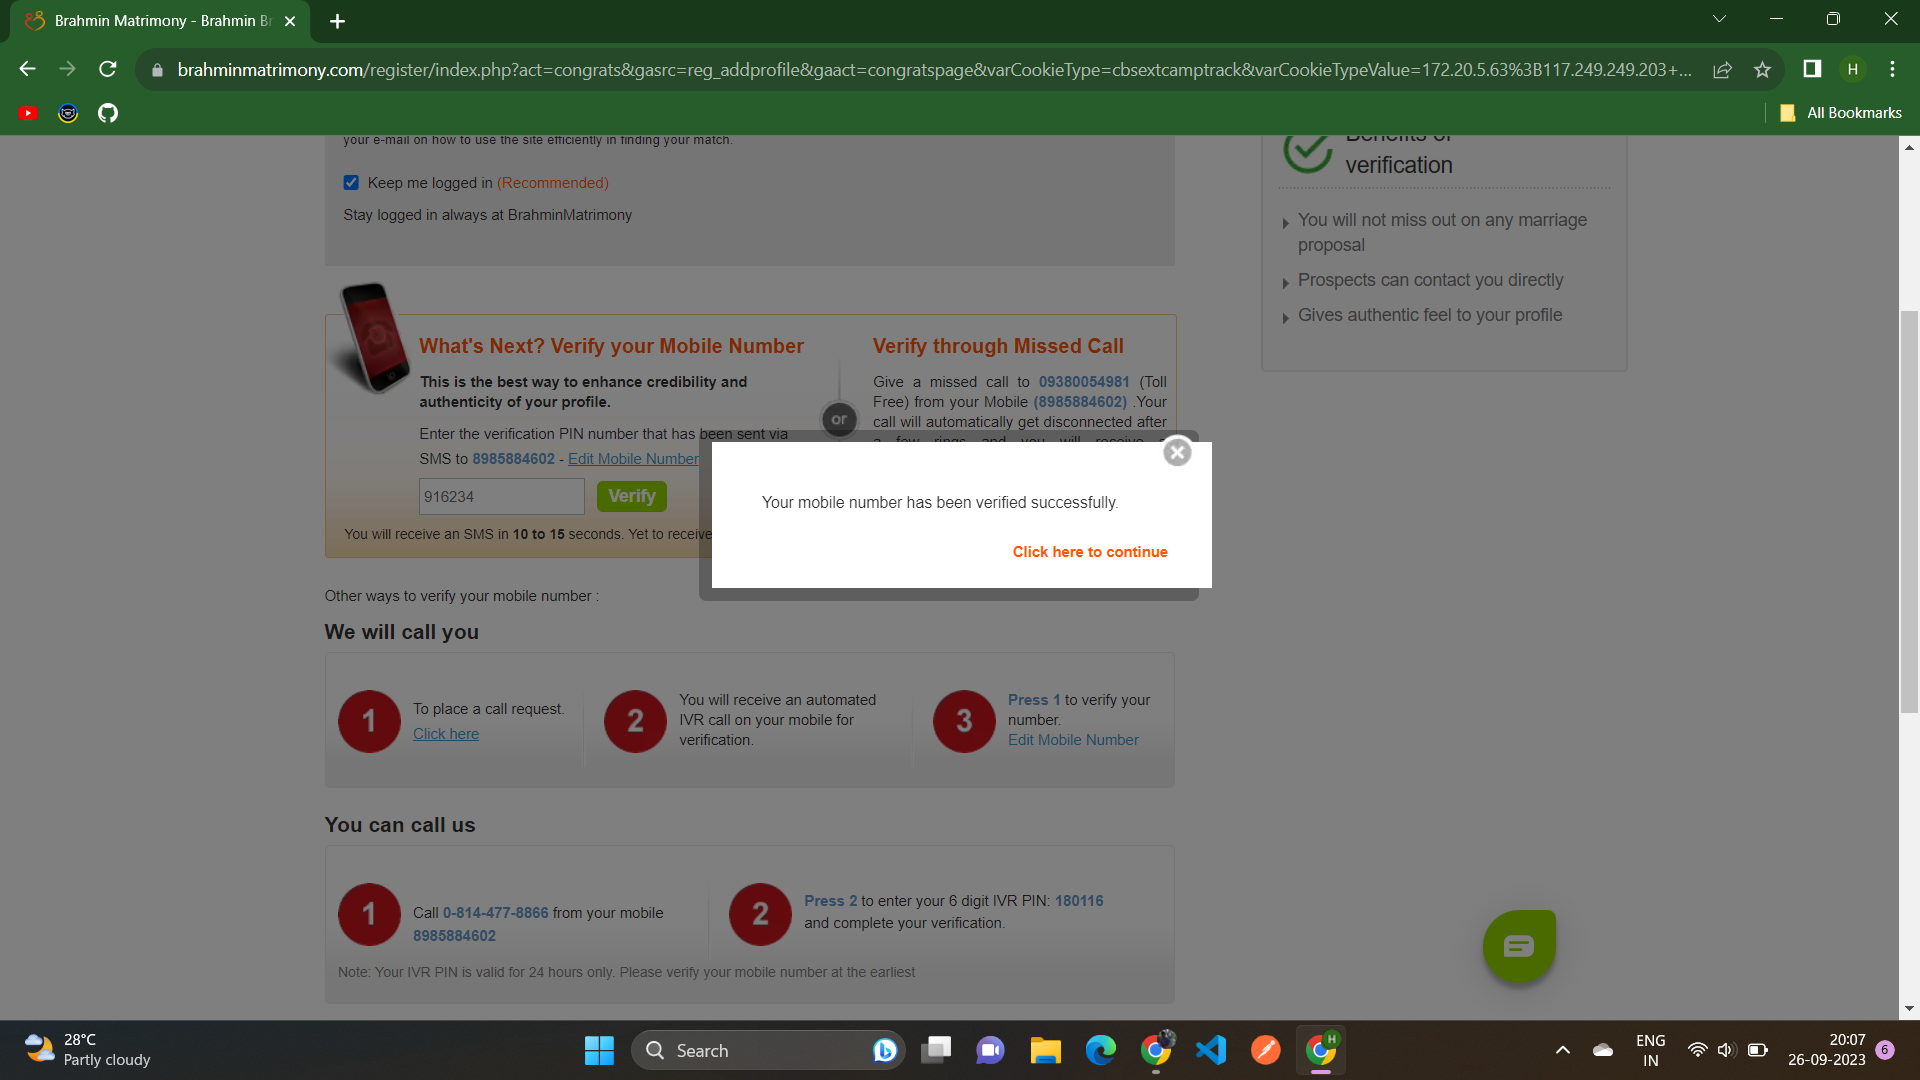 Brahmin Matrimony - Brahmin Br
brahminmatrimony.com/register/index.php?act=congrats&gasrc=reg_addprofile&gaact=congratspage&varCookieType=cbsextcamptrack&varCookieTypeValue=172.20.5.63%3B117.249.249.203+...
H
All Bookmarks
your e-mail on how to use the site efficiently in finding your match.
Keep me logged in (Recommended)
Stay logged in always at BrahminMatrimony
Benefits of
verification
You will not miss out on any marriage
proposal
Prospects can contact you directly
Gives authentic feel to your profile
What's Next? Verify your Mobile Number
This is the best way to enhance credibility and
authenticity of your profile.
Enter the verification PIN number that has been sent via
SMS to 8985884602 - Edit Mobile Number
916234
Verify
You will receive an SMS in 10 to 15 seconds. Yet to receive
or
Verify through Missed Call
Give a missed call to 09380054981 (Toll
Free) from your Mobile (8985884602) .Your
call will automatically get disconnected after
a few rings and you will receive a
Your mobile number has been verified successfully.
Click here to continue
Other ways to verify your mobile number :
We will call you
1
To place a call request.
Click here
2
You will receive an automated
IVR call on your mobile for
verification.
3
Press 1 to verify your
number.
Edit Mobile Number
You can call us
1
Call 0-814-477-8866 from your mobile
8985884602
2
Press 2 to enter your 6 digit IVR PIN: 180116
and complete your verification.
Note: Your IVR PIN is valid for 24 hours only. Please verify your mobile number at the earliest
28°C
Partly cloudy
Search
H
ENG
IN
20:07
26-09-2023
6